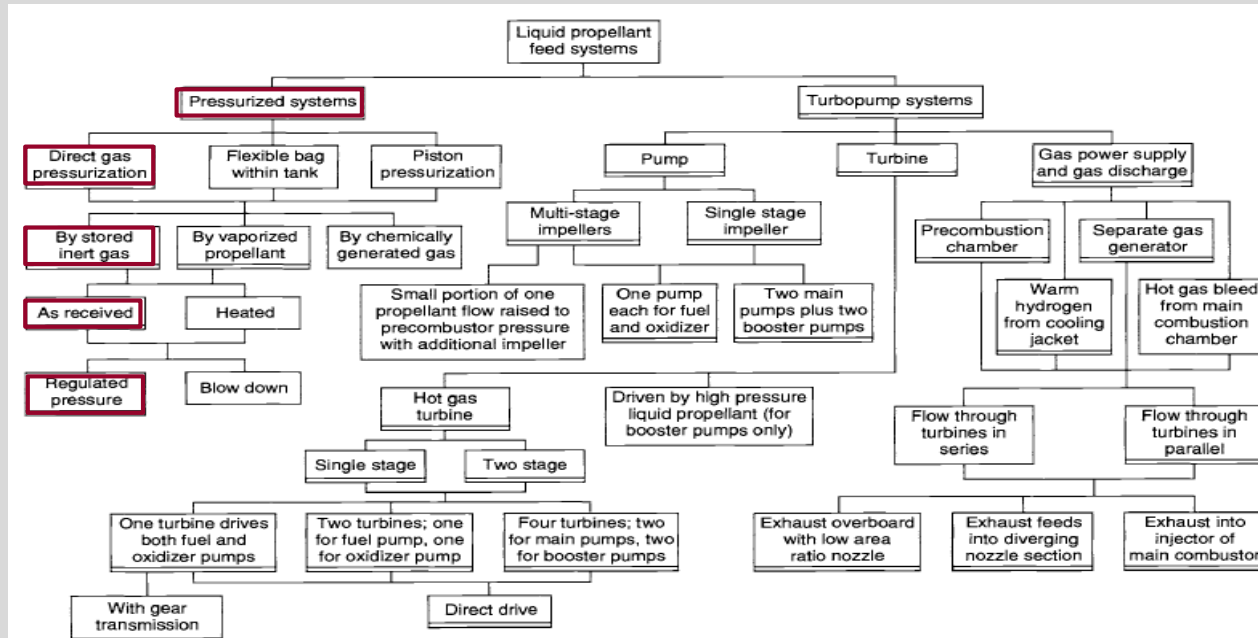 Liquid propellant
feed systems
Pressurized systems
Turbopump systems
Direct gas
pressurization
Flexible bag
within tank
Piston
pressurization
Pump
Turbine
Gas power supply
and gas discharge
By stored
inert gas
By vaporized
propellant
By chemically
generated gas
Multi-stage
impellers
Single stage
impeller
Precombustion
chamber
Separate gas
generator
As received
Heated
Small portion of one
propellant flow raised to
precombustor pressure
with additional impeller
One pump
each for fuel
and oxidizer
Two main
pumps plus two
booster pumps
Warm
hydrogen
from cooling
jacket
Hot gas bleed
from main
combustion
chamber
Regulated
pressure
Blow down
Hot gas
turbine
Driven by high pressure
liquid propellant (for
booster pumps only)
Flow through
turbines in
series
Flow through
turbines in
parallel
Single stage
Two stage
One turbine drives
both fuel and
oxidizer pumps
Two turbines; one
for fuel pump, one
for oxidizer pump
Four turbines; two
for main pumps, two
for booster pumps
Exhaust overboard
with low area
ratio nozzle
Exhaust feeds
into diverging
nozzle section
Exhaust into
injector of
main combustor
With gear
transmission
Direct drive